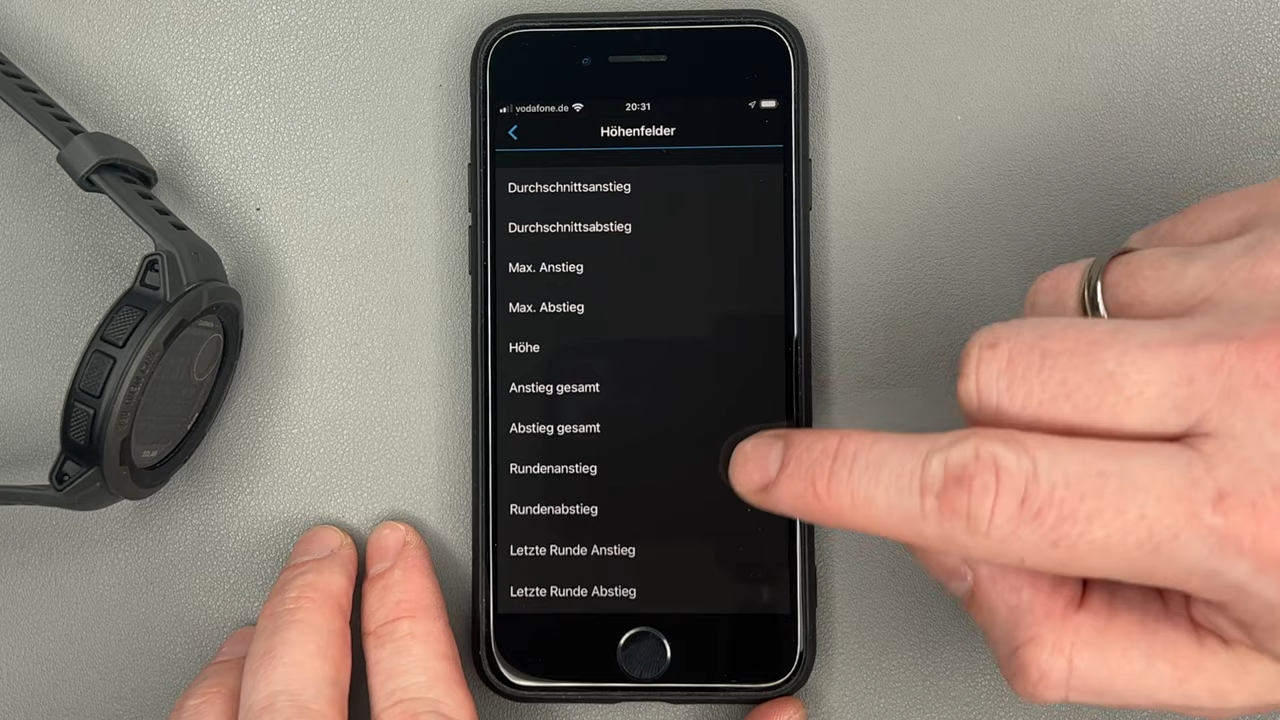 vodafone.de
20:31
Höhenfelder
Durchschnittsanstieg
Durchschnittsabstieg
Max. Anstieg
Max. Abstieg
Höhe
Anstieg gesamt
Abstieg gesamt
Rundenanstieg
Rundenabstieg
Letzte Runde Anstieg
Letzte Runde Abstieg